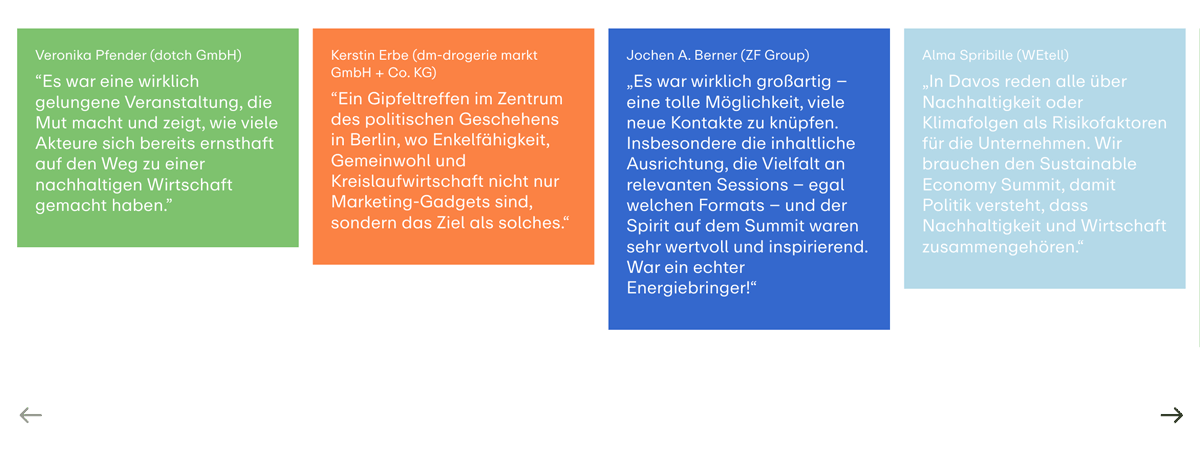 Veronika Pfender (dotch GmbH)
“Es war eine wirklich
gelungene Veranstaltung, die
Mut macht und zeigt, wie viele
Akteure sich bereits ernsthaft
auf den Weg zu einer
nachhaltigen Wirtschaft
gemacht haben.”
Kerstin Erbe (dm-drogerie markt
GmbH + Co. KG)
“Ein Gipfeltreffen im Zentrum
des politischen Geschehens
in Berlin, wo Enkelfähigkeit,
Gemeinwohl und
Kreislaufwirtschaft nicht nur
Marketing-Gadgets sind,
sondern das Ziel als solches.“
Jochen A. Berner (ZF Group)
„Es war wirklich großartig –
eine tolle Möglichkeit, viele
neue Kontakte zu knüpfen.
Insbesondere die inhaltliche
Ausrichtung, die Vielfalt an
relevanten Sessions – egal
welchen Formats – und der
Spirit auf dem Summit waren
sehr wertvoll und inspirierend.
War ein echter
Energiebringer!“
Alma Spribille (WEtell)
„In Davos reden alle über
Nachhaltigkeit oder
Klimafolgen als Risikofaktoren
für die Unternehmen. Wir
brauchen den Sustainable
Economy Summit, damit
Politik versteht, dass
Nachhaltigkeit und Wirtschaft
zusammengehören.“